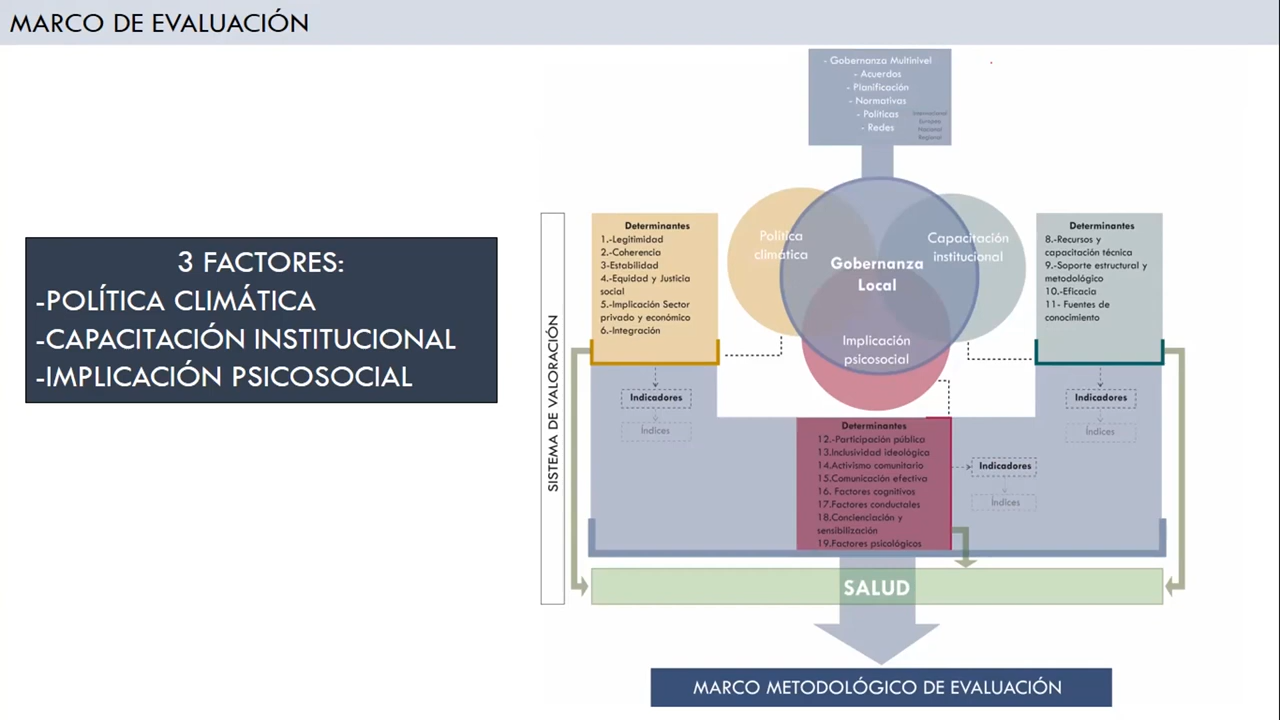 MARCO DE EVALUACIÓN
3 FACTORES:
-POLÍTICA CLIMÁTICA
-CAPACITACIÓN INSTITUCIONAL
-IMPLICACIÓN PSICOSOCIAL
- Gobernanza Multinivel
- Acuerdos
- Planificación
- Normativas
- Políticas
- Redes
Internacional
Europeo
Nacional
Regional
SISTEMA DE VALORACIÓN
Determinantes
1.-Legitimidad
2.-Coherencia
3-Estabilidad
4.-Equidad y Justicia
social
5.-Implicación Sector
privado y económico
6.-Integración
Indicadores
Índices
Política
climática
Capacitación
institucional
Gobernanza
Local
Implicación
psicosocial
Determinantes
8.-Recursos y
capacitación técnica
9.-Soporte estructural y
metodológico
10.-Eficacia
11- Fuentes de
conocimiento
Indicadores
Índices
Determinantes
12.-Participación pública
13.Inclusividad ideológica
14.Activismo comunitario
15.Comunicación efectiva
16. Factores cognitivos
17.Factores conductales
18.Concienciación y
sensibilización
19.Factores psicológicos
Indicadores
Índices
SALUD
MARCO METODOLÓGICO DE EVALUACIÓN